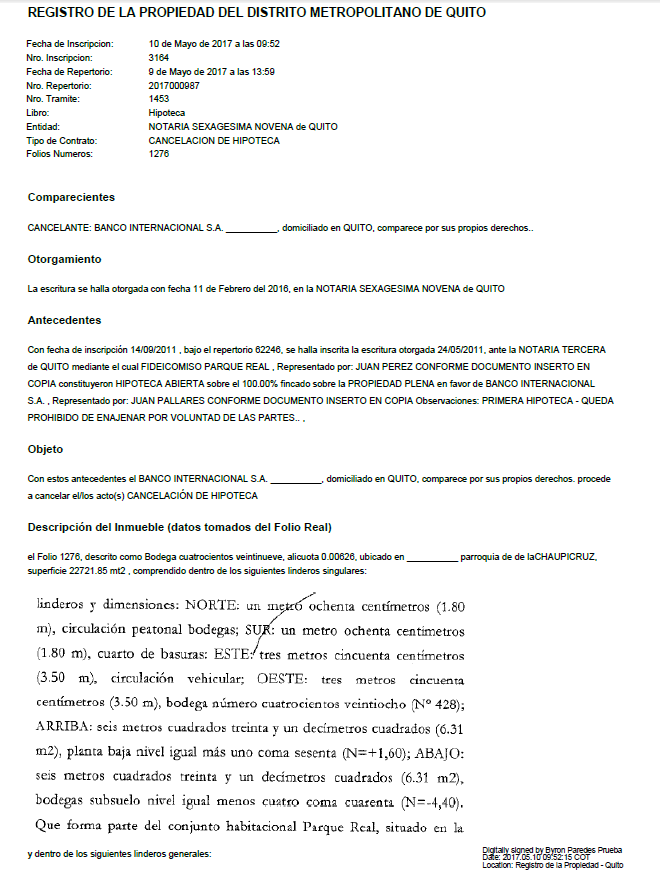 REGISTRO DE LA PROPIEDAD DEL DISTRITO METROPOLITANO DE QUITO
Fecha de Inscripcion: 10 de Mayo de 2017 a las 09:52
Nro. Inscripcion: 3164
Fecha de Repertorio: 9 de Mayo de 2017 a las 13:59
Nro. Repertorio: 2017000987
Nro. Tramite: 1453
Libro: Hipoteca
Entidad: NOTARIA SEXAGESIMA NOVENA de QUITO
Tipo de Contrato: CANCELACION DE HIPOTECA
Folios Numeros: 1276
Comparecientes
CANCELANTE: BANCO INTERNACIONAL S.A. __________, domiciliado en QUITO, comparece por sus propios derechos..
Otorgamiento
La escritura se halla otorgada con fecha 11 de Febrero del 2016, en la NOTARIA SEXAGESIMA NOVENA de QUITO
Antecedentes
Con fecha de inscripción 14/09/2011 , bajo el repertorio 62246, se halla inscrita la escritura otorgada 24/05/2011, ante la NOTARIA TERCERA
de QUITO mediante el cual FIDEICOMISO PARQUE REAL , Representado por: JUAN PEREZ CONFORME DOCUMENTO INSERTO EN
COPIA constituyeron HIPOTECA ABIERTA sobre el 100.00% fincado sobre la PROPIEDAD PLENA en favor de BANCO INTERNACIONAL
S.A. , Representado por: JUAN PALLARES CONFORME DOCUMENTO INSERTO EN COPIA Observaciones: PRIMERA HIPOTECA - QUEDA
PROHIBIDO DE ENAJENAR POR VOLUNTAD DE LAS PARTES.. .
Objeto
Con estos antecedentes el BANCO INTERNACIONAL S.A. __________, domiciliado en QUITO, comparece por sus propios derechos. procede
a cancelar el/los acto(s) CANCELACIÓN DE HIPOTECA
Descripción del Inmueble (datos tomados del Folio Real)
el Folio 1276, descrito como Bodega cuatrocientos veintinueve, alicuota 0.00626, ubicado en __________ parroquia de de laCHAUPICRUZ,
superficie 22721.85 mt2 , comprendido dentro de los siguientes linderos singulares:
linderos y dimensiones: NORTE: un metro ochenta centímetros (1.80
m), circulación peatonal bodegas; SUR: un metro ochenta centímetros
(1.80 m), cuarto de basuras: ESTE: tres metros cincuenta centímetros
(3.50 m), circulación vehicular; OESTE: tres metros cincuenta
centímetros (3.50 m), bodega número cuatrocientos veintiocho (Nº 428);
ARRIBA: seis metros cuadrados treinta y un decímetros cuadrados (6.31
m2), planta baja nivel igual más uno coma sesenta (N=+1,60); ABAJO:
seis metros cuadrados treinta y un decímetros cuadrados (6.31 m2),
bodegas subsuelo nivel igual menos cuatro coma cuarenta (N=-4,40).
Que forma parte del conjunto habitacional Parque Real, situado en la
y dentro de los siguientes linderos generales:
Digitally signed by Byron Paredes Prueba
Date: 2017.05.10 09:52:15 COT
Location: Registro de la Propiedad - Quito